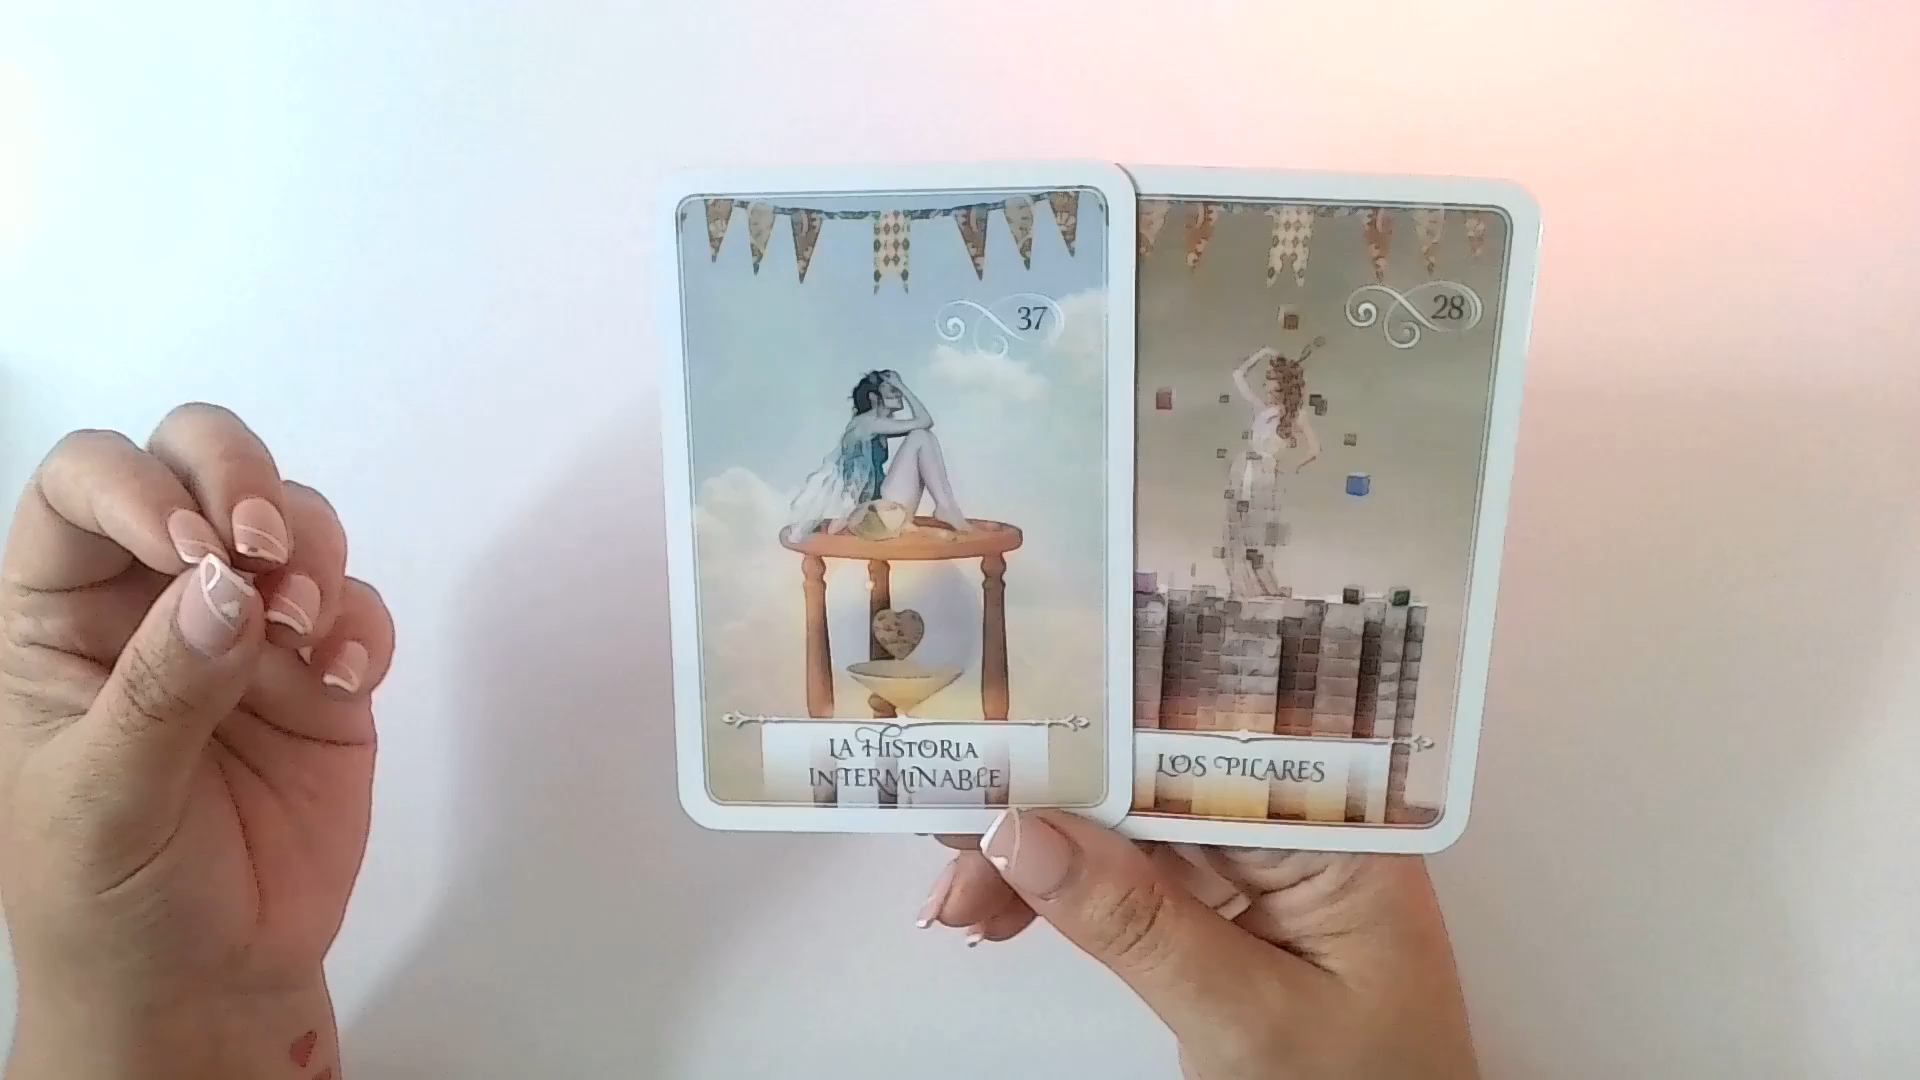 37
LA HISTORIA
INTERMINABLE
28
LOS PILARES